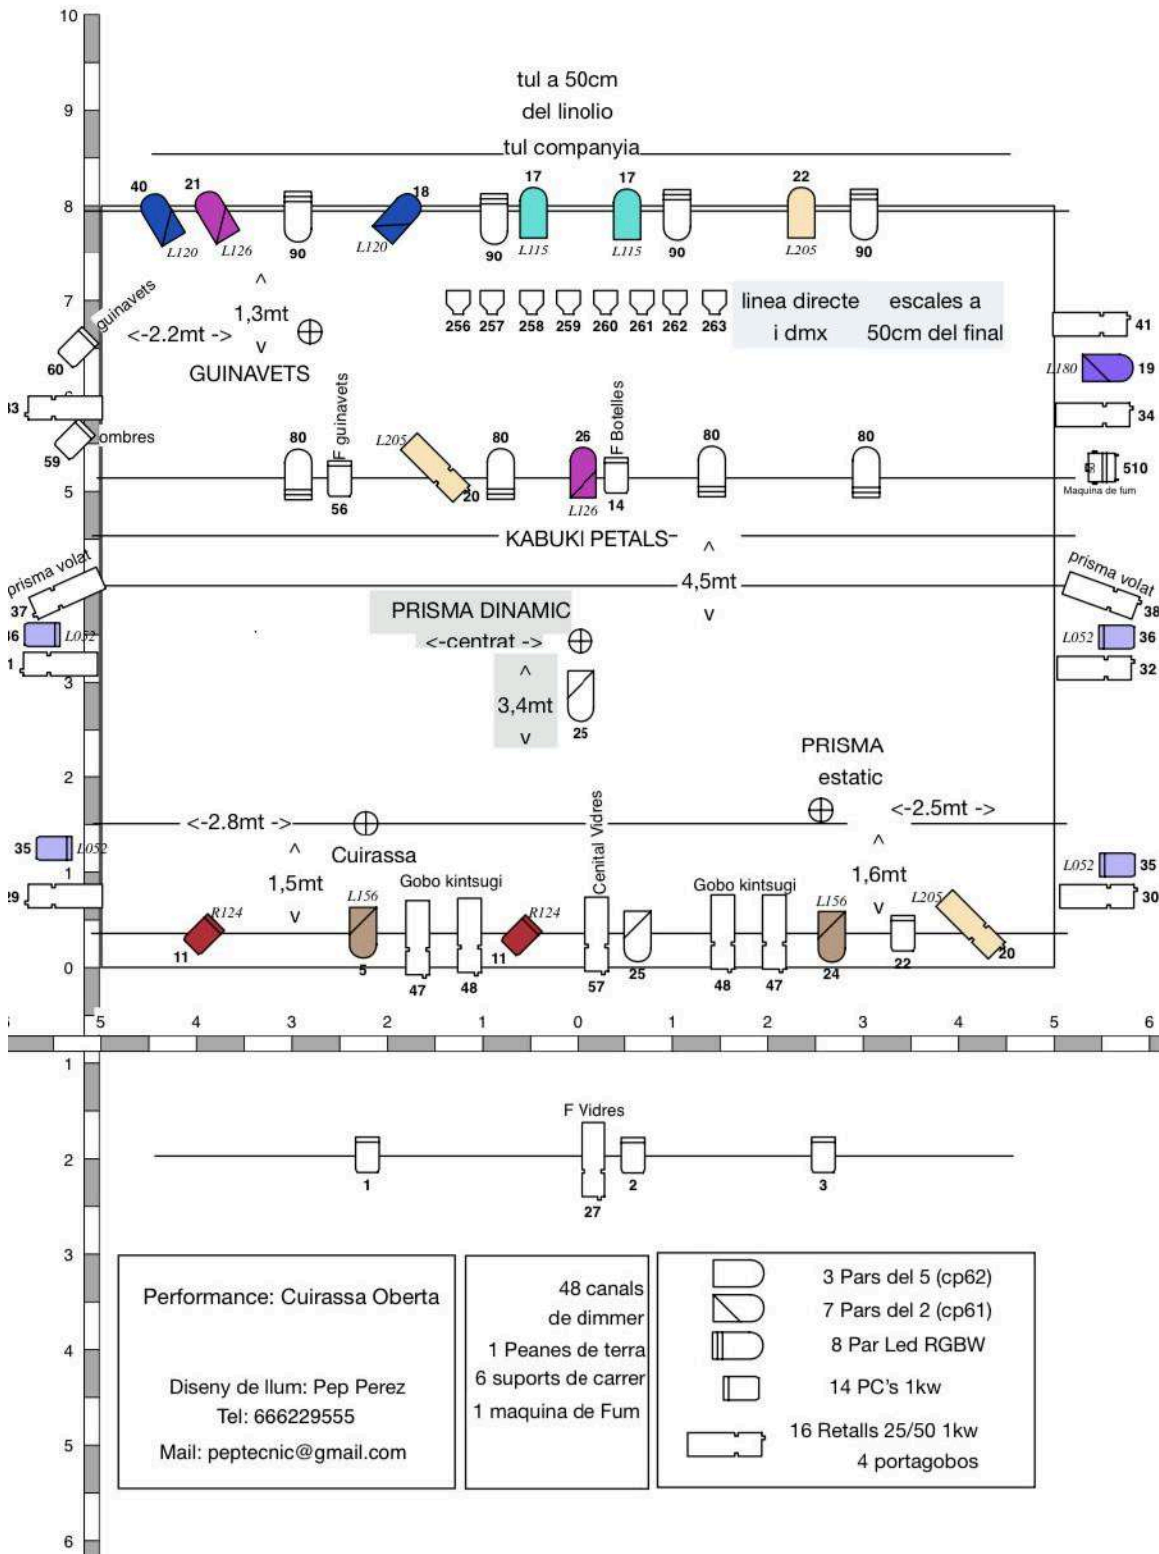 10
tul a 50cm
9
del linolio
tul companyia
40
21
18
17
17
22
8
L120
L126
90
L120
90
L115
L115
90
L205
90
7
guinavets
<-2.2mt ->
^
1,3mt
v
GUINAVETS
256
257
258
259
260
261
262
263
linea directe
i dmx
escales a
50cm del final
41
60
L180
19
6
33
34
ombres
59
80
F guinavets
56
L205
20
80
26
L126
F Botelles
14
80
80
510
Maquina de fum
5
KABUKI PETALS
^
4,5mt
v
prisma volat
37
prisma volat
38
36
L052
L052
36
PRISMA DINAMIC
<-centrat ->
^
3,4mt
v
25
31
32
3
PRISMA
estatic
2
<-2.8mt ->
<-2.5mt ->
35
L052
Cuirassa
^
1,5mt
v
^
1,6mt
v
L052
35
1
29
30
Gobo kintsugi
Cenital Vidres
Gobo kintsugi
R124
11
L156
5
47
48
R124
11
57
25
48
47
L156
24
22
L205
20
0
5
4
3
2
1
0
1
2
3
4
5
6
1
F Vidres
2
1
27
2
3
3
Performance: Cuirassa Oberta
Diseny de llum: Pep Perez
Tel: 666229555
Mail: peptecnic@gmail.com
48 canals
de dimmer
1 Peanes de terra
6 suports de carrer
1 maquina de Fum
3 Pars del 5 (cp62)
7 Pars del 2 (cp61)
8 Par Led RGBW
14 PC's 1kw
16 Retalls 25/50 1kw
4 portagobos
4
5
6